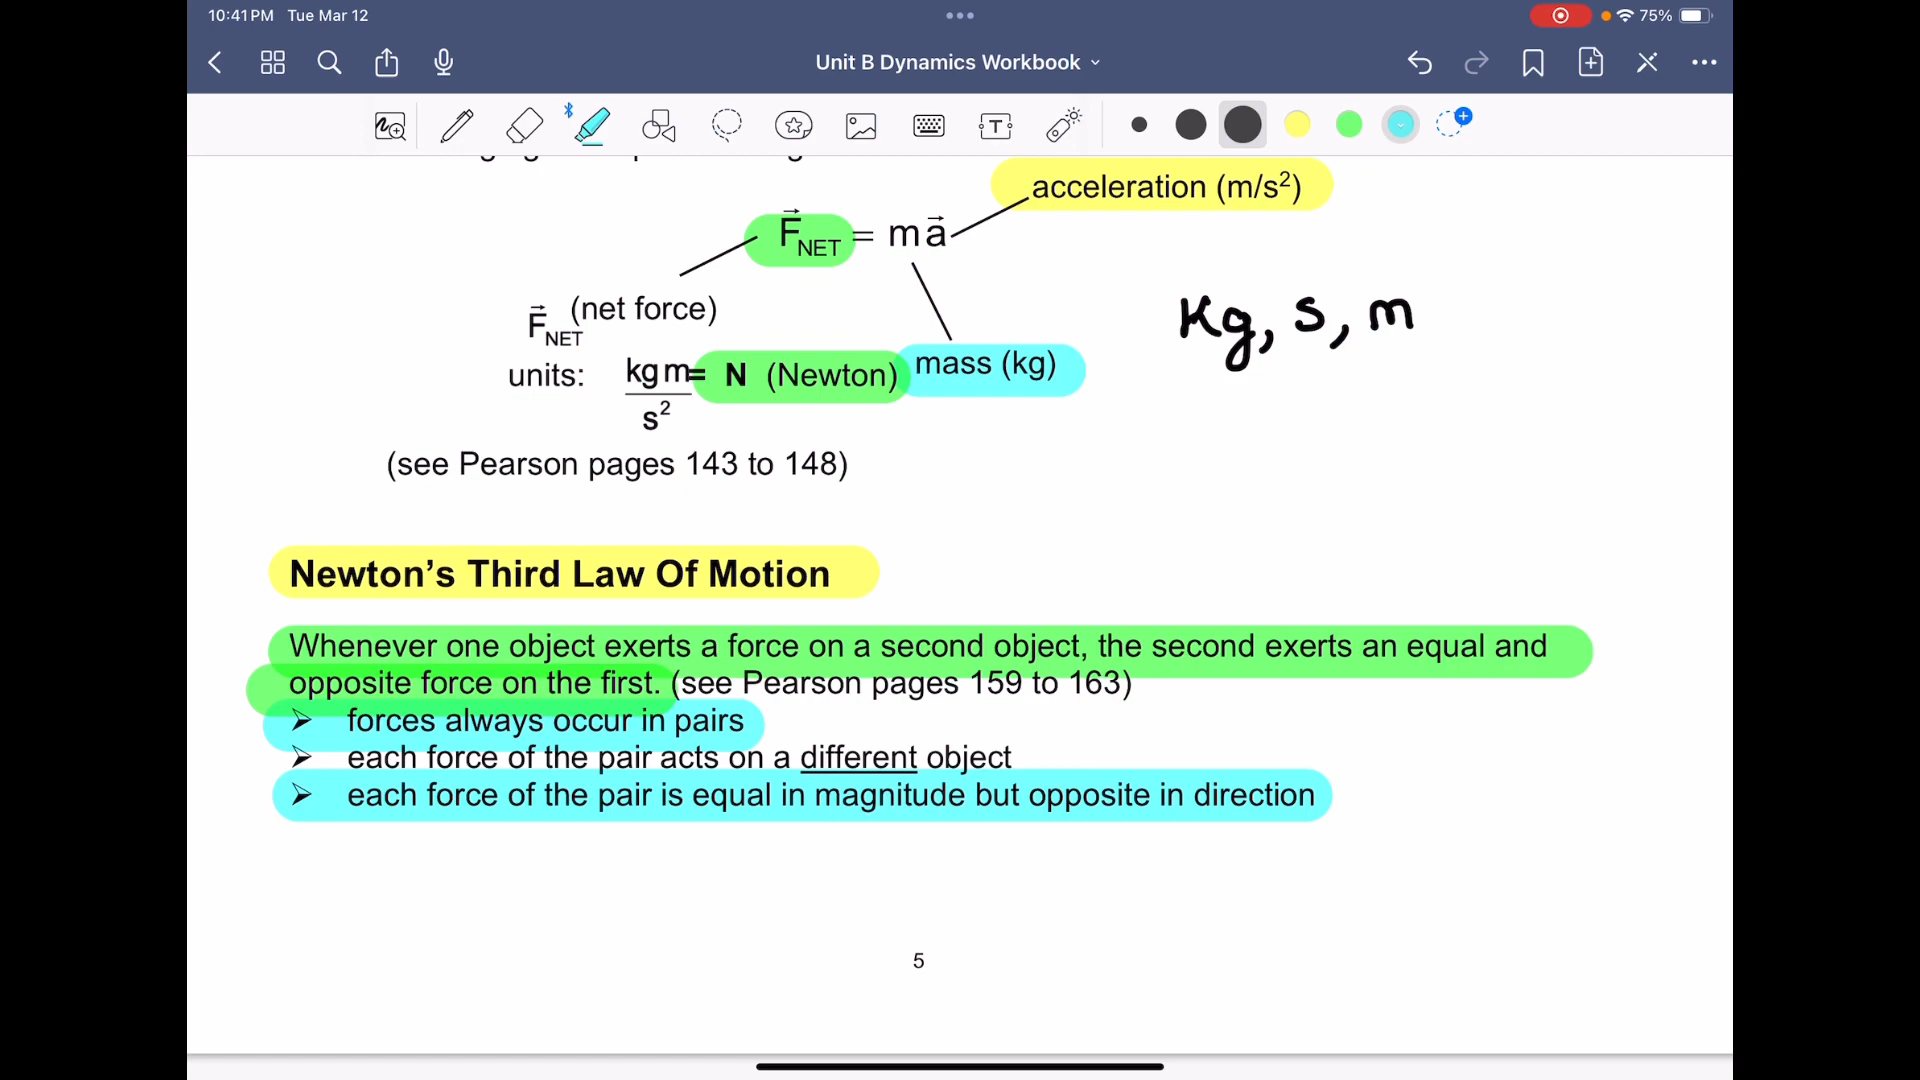 10:41 PM Tue Mar 12
75%
Unit B Dynamics Workbook
T
acceleration (m/s²)
F⃗NET = ma⃗
F⃗NET (net force)
Kg, s, m
mass (kg)
units: kg m/s² = N (Newton)
(see Pearson pages 143 to 148)
Newton’s Third Law Of Motion
Whenever one object exerts a force on a second object, the second exerts an equal and
opposite force on the first. (see Pearson pages 159 to 163)
➢ forces always occur in pairs
➢ each force of the pair acts on a different object
➢ each force of the pair is equal in magnitude but opposite in direction
5